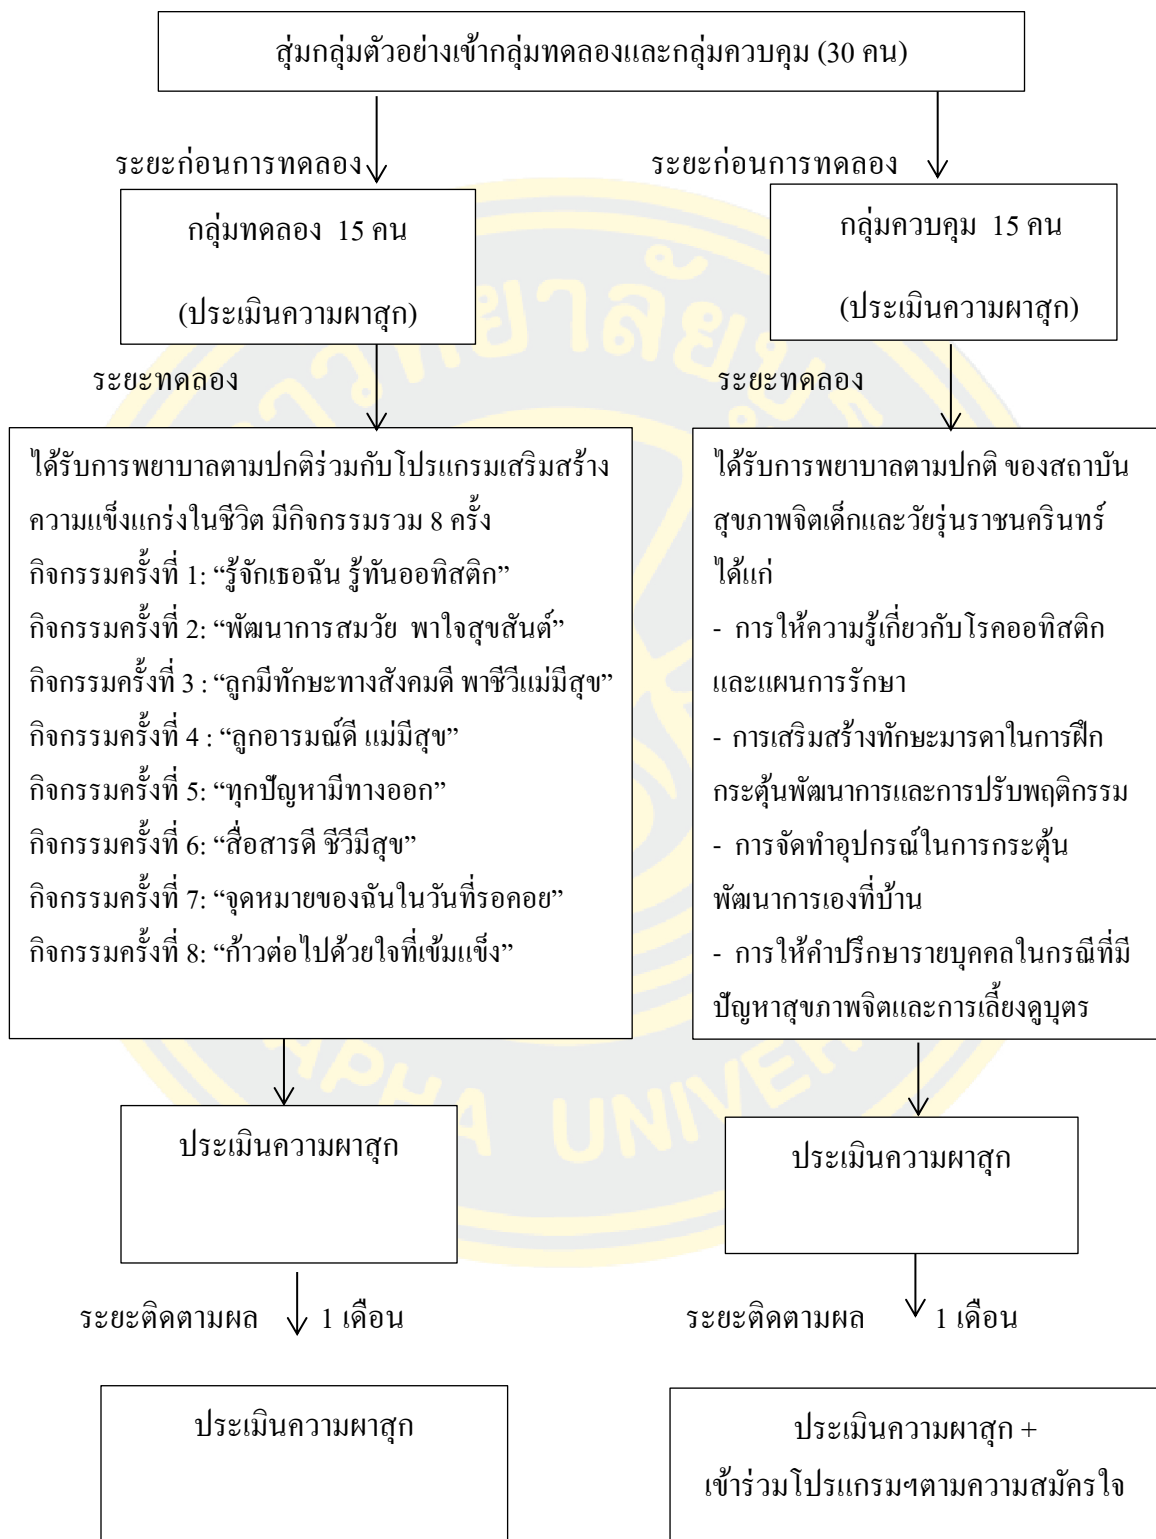 สุ่มกลุ่มตัวอย่างเข้ากลุ่มทดลองและกลุ่มควบคุม (30 คน)
ระยะก่อนการทดลอง
ระยะก่อนการทดลอง
กลุ่มทดลอง 15 คน
(ประเมินความผาสุก)
กลุ่มควบคุม 15 คน
(ประเมินความผาสุก)
ระยะทดลอง
ระยะทดลอง
ได้รับการพยาบาลตามปกติร่วมกับโปรแกรมเสริมสร้าง
ความแข็งแกร่งในชีวิต มีกิจกรรมรวม 8 ครั้ง
กิจกรรมครั้งที่ 1: “รู้จักเธอฉัน รู้ทันออทิสติก”
กิจกรรมครั้งที่ 2: “พัฒนาการสมวัย พาใจสุขสันต์”
กิจกรรมครั้งที่ 3 : “ลูกมีทักษะทางสังคมดี พาชีวีแม่มีสุข”
กิจกรรมครั้งที่ 4 : “ลูกอารมณ์ดี แม่มีสุข”
กิจกรรมครั้งที่ 5: “ทุกปัญหามีทางออก”
กิจกรรมครั้งที่ 6: “สื่อสารดี ชีวีมีสุข”
กิจกรรมครั้งที่ 7: “จุดหมายของฉันในวันที่รอคอย”
กิจกรรมครั้งที่ 8: “ก้าวต่อไปด้วยใจที่เข้มแข็ง”
ได้รับการพยาบาลตามปกติ ของสถาบัน
สุขภาพจิตเด็กและวัยรุ่นราชนครินทร์
ได้แก่
- การให้ความรู้เกี่ยวกับโรคออทิสติก
และแผนการรักษา
- การเสริมสร้างทักษะมารดาในการฝึก
กระตุ้นพัฒนาการและการปรับพฤติกรรม
- การจัดทำอุปกรณ์ในการกระตุ้น
พัฒนาการเองที่บ้าน
- การให้คำปรึกษารายบุคคลในกรณีที่มี
ปัญหาสุขภาพจิตและการเลี้ยงดูบุตร
ประเมินความผาสุก
ประเมินความผาสุก
ระยะติดตามผล 1 เดือน
ระยะติดตามผล 1 เดือน
ประเมินความผาสุก
ประเมินความผาสุก +
เข้าร่วมโปรแกรมฯตามความสมัครใจ